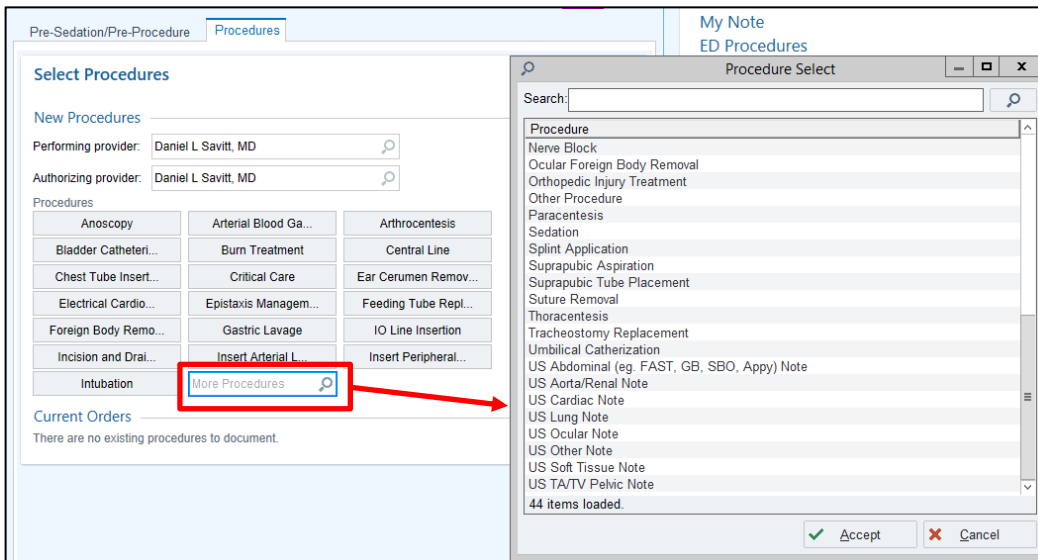 Pre-Sedation/Pre-Procedure
Procedures
Select Procedures
New Procedures
Performing provider: Daniel L Savitt, MD
Authorizing provider: Daniel L Savitt, MD
Procedures
Anoscopy Arterial Blood Ga... Arthrocentesis
Bladder Catheteri... Burn Treatment Central Line
Chest Tube Insert... Critical Care Ear Cerumen Remov...
Electrical Cardio... Epistaxis Managem... Feeding Tube Repl...
Foreign Body Remo... Gastric Lavage IO Line Insertion
Incision and Drai... Insert Arterial L... Insert Peripheral...
Intubation More Procedures
Current Orders
There are no existing procedures to document.
My Note
ED Procedures
Procedure Select
Search:
Procedure
Nerve Block
Ocular Foreign Body Removal
Orthopedic Injury Treatment
Other Procedure
Paracentesis
Sedation
Splint Application
Suprapubic Aspiration
Suprapubic Tube Placement
Suture Removal
Thoracentesis
Tracheostomy Replacement
Umbilical Catherization
US Abdominal (eg. FAST, GB, SBO, Appy) Note
US Aorta/Renal Note
US Cardiac Note
US Lung Note
US Ocular Note
US Other Note
US Soft Tissue Note
US TA/TV Pelvic Note
44 items loaded.
Accept Cancel